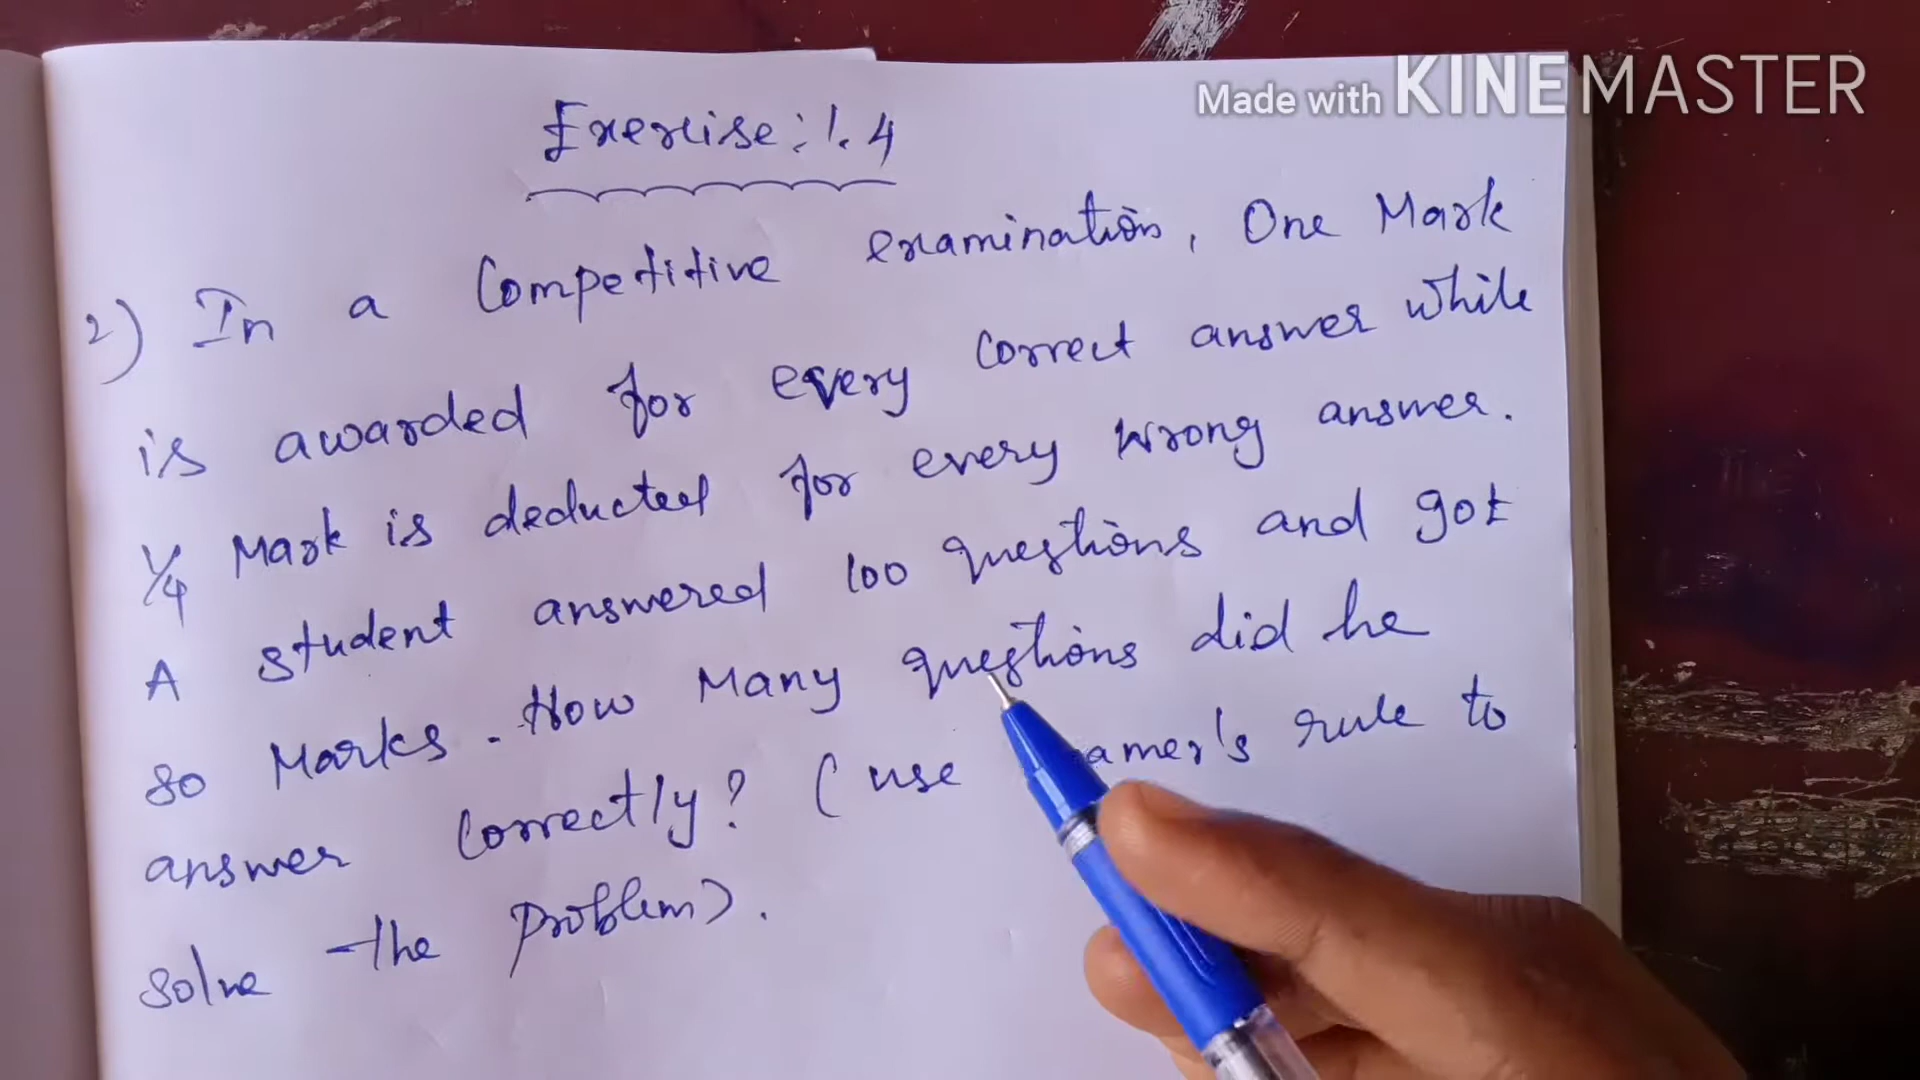 Made with KINEMASTER
Exercise: 1.4
2) In a Competitive examination, One Mark
is awarded for every correct answer while
1/4 Mark is deducted for every wrong answer.
A student answered 100 questions and got
80 Marks. How Many questions did he
answer correctly? (use ramer's rule to
solve the problem).